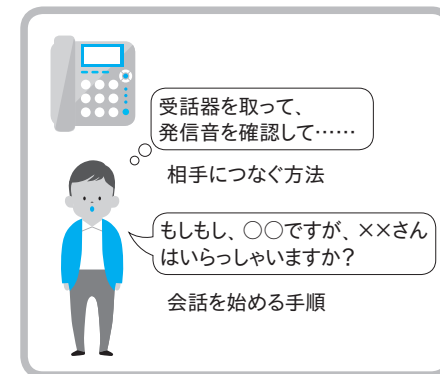 受話器を取って、
発信音を確認して……
相手につなぐ方法
もしもし、○○ですが、××さん
はいらっしゃいますか？
会話を始める手順